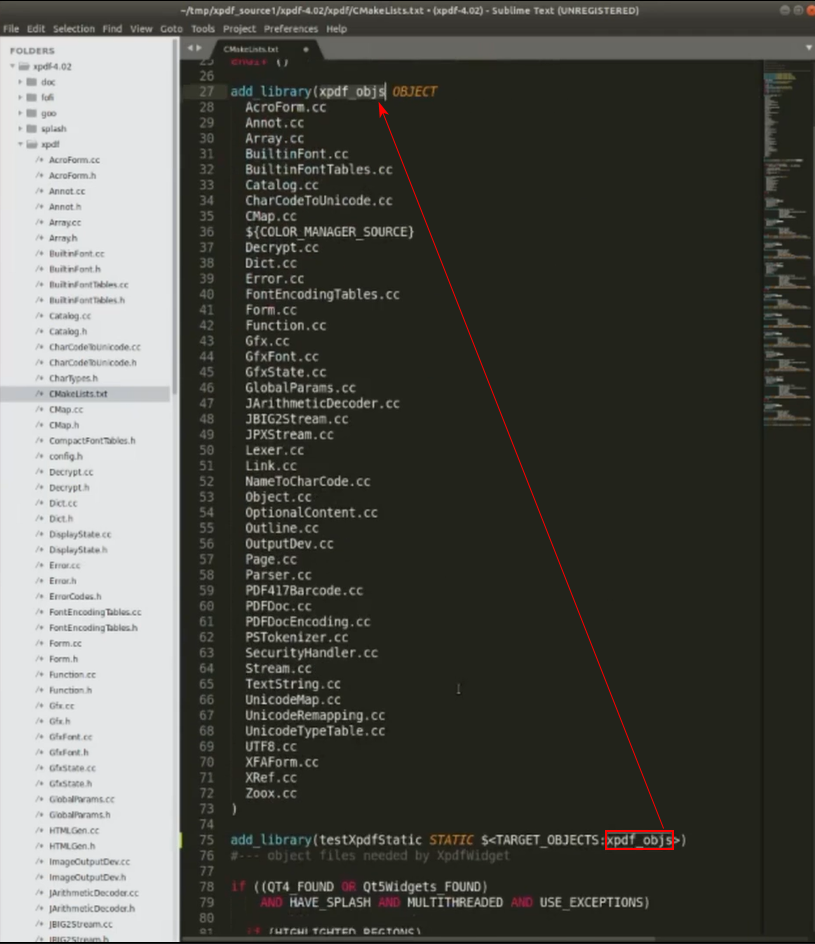 ~/tmp/xpdf_source1/xpdf-4.02/xpdf/CMakeLists.txt • (xpdf-4.02) - Sublime Text (UNREGISTERED)
File Edit Selection Find View Goto Tools Project Preferences Help
FOLDERS
xpdf-4.02
doc
fofi
goo
splash
xpdf
/* AcroForm.cc
/* AcroForm.h
/* Annot.cc
/* Annot.h
/* Array.cc
/* Array.h
/* BuiltinFont.cc
/* BuiltinFont.h
/* BuiltinFontTables.cc
/* BuiltinFontTables.h
/* Catalog.cc
/* Catalog.h
/* CharCodeToUnicode.cc
/* CharCodeToUnicode.h
/* CharTypes.h
/* CMakeLists.txt
/* CMap.cc
/* CMap.h
/* CompactFontTables.h
/* config.h
/* Decrypt.cc
/* Decrypt.h
/* Dict.cc
/* Dict.h
/* DisplayState.cc
/* DisplayState.h
/* Error.cc
/* Error.h
/* ErrorCodes.h
/* FontEncodingTables.cc
/* FontEncodingTables.h
/* Form.cc
/* Form.h
/* Function.cc
/* Function.h
/* Gfx.cc
/* Gfx.h
/* GfxFont.cc
/* GfxFont.h
/* GfxState.cc
/* GfxState.h
/* GlobalParams.cc
/* GlobalParams.h
/* HTMLGen.cc
/* HTMLGen.h
/* ImageOutputDev.cc
/* ImageOutputDev.h
/* JArithmeticDecoder.cc
/* JArithmeticDecoder.h
/* JBIG2Stream.cc
/* JBIG2Stream.h
CMakeLists.txt
25 endif ()
26
27 add_library(xpdf_objs OBJECT
28 AcroForm.cc
29 Annot.cc
30 Array.cc
31 BuiltinFont.cc
32 BuiltinFontTables.cc
33 Catalog.cc
34 CharCodeToUnicode.cc
35 CMap.cc
36 ${COLOR_MANAGER_SOURCE}
37 Decrypt.cc
38 Dict.cc
39 Error.cc
40 FontEncodingTables.cc
41 Form.cc
42 Function.cc
43 Gfx.cc
44 GfxFont.cc
45 GfxState.cc
46 GlobalParams.cc
47 JArithmeticDecoder.cc
48 JBIG2Stream.cc
49 JPXStream.cc
50 Lexer.cc
51 Link.cc
52 NameToCharCode.cc
53 Object.cc
54 OptionalContent.cc
55 Outline.cc
56 OutputDev.cc
57 Page.cc
58 Parser.cc
59 PDF417Barcode.cc
60 PDFDoc.cc
61 PDFDocEncoding.cc
62 PSTokenizer.cc
63 SecurityHandler.cc
64 Stream.cc
65 TextString.cc
66 UnicodeMap.cc
67 UnicodeRemapping.cc
68 UnicodeTypeTable.cc
69 UTF8.cc
70 XFAForm.cc
71 XRef.cc
72 Zoox.cc
73 )
74
75 add_library(testXpdfStatic STATIC $<TARGET_OBJECTS:xpdf_objs>)
76 #--- object files needed by XpdfWidget
77
78 if ((QT4_FOUND OR Qt5Widgets_FOUND)
79 AND HAVE_SPLASH AND MULTITHREADED AND USE_EXCEPTIONS)
80
81 if (HIGHLIGHTED_REGIONS)